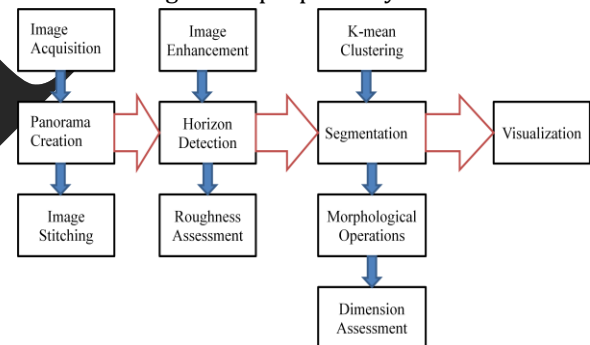 Image
Acquisition
Image
Enhancement
K-mean
Clustering
Panorama
Creation
Horizon
Detection
Segmentation
Visualization
Image
Stitching
Roughness
Assessment
Morphological
Operations
Dimension
Assessment